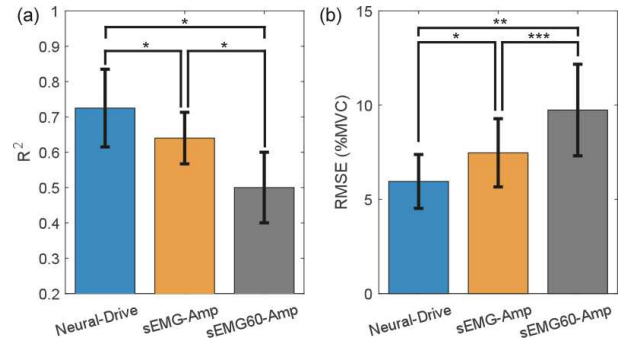 (a)
*
*
*
1
0.9
0.8
0.7
0.6
0.5
0.4
0.3
0.2
R²
Neural-Drive
sEMG-Amp
sEMG60-Amp
(b)
**
*
***
15
10
5
0
RMSE (%MVC)
Neural-Drive
sEMG-Amp
sEMG60-Amp